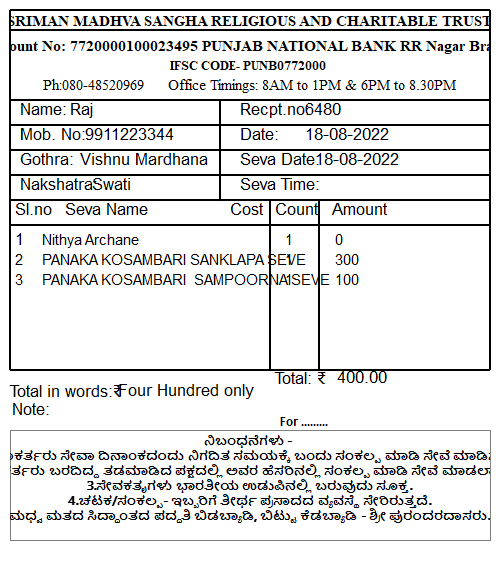 SRIMAN MADHVA SANGHA RELIGIOUS AND CHARITABLE TRUST
ount No: 7720000100023495 PUNJAB NATIONAL BANK RR Nagar Bra
IFSC CODE- PUNB0772000
Ph:080-48520969 Office Timings: 8AM to 1PM & 6PM to 8.30PM
Name: Raj Recpt.no6480
Mob. No:9911223344 Date: 18-08-2022
Gothra: Vishnu Mardhana Seva Date18-08-2022
NakshatraSwati Seva Time:
Sl.no Seva Name Cost Count Amount
1 Nithya Archane 1 0
2 PANAKA KOSAMBARI SANKLAPA SEVE 1 300
3 PANAKA KOSAMBARI SAMPOORNA SEVE 1 100
Total: ₹ 400.00
Total in words:₹Four Hundred only
Note:
For .........
ನಿಬಂಧನೆಗಳು -
ಕರ್ತರು ಸೇವಾ ದಿನಾಂಕದಂದು ನಿಗದಿತ ಸಮಯಕ್ಕೆ ಬಂದು ಸಂಕಲ್ಪ ಮಾಡಿ ಸೇವೆ ಮಾಡಿ
ರ್ತರು ಬರದಿದ್ದ ತಡಮಾಡಿದ ಪಕ್ಷದಲ್ಲಿ ಅವರ ಹೆಸರಿನಲ್ಲಿ ಸಂಕಲ್ಪ ಮಾಡಿ ಸೇವೆ ಮಾಡಲಾ
3.ಸೇವಕರ್ತೃಗಳು ಭಾರತೀಯ ಉಡುಪಿನಲ್ಲಿ ಬರುವುದು ಸೂಕ್ತ.
4.ಚಟಕ/ಸಂಕಲ್ಪ- ಇಬ್ಬರಿಗೆ ತೀರ್ಥ ಪ್ರಸಾದದ ವ್ಯವಸ್ಥೆ ಸೇರಿರುತ್ತದೆ.
ಮಧ್ವ ಮತದ ಸಿದ್ಧಾಂತದ ಪದ್ಧತಿ ಬಿಡಬ್ಯಾಡಿ, ಬಿಟ್ಟು ಕೆಡಬ್ಯಾಡಿ - ಶ್ರೀ ಪುರಂದರದಾಸರು.